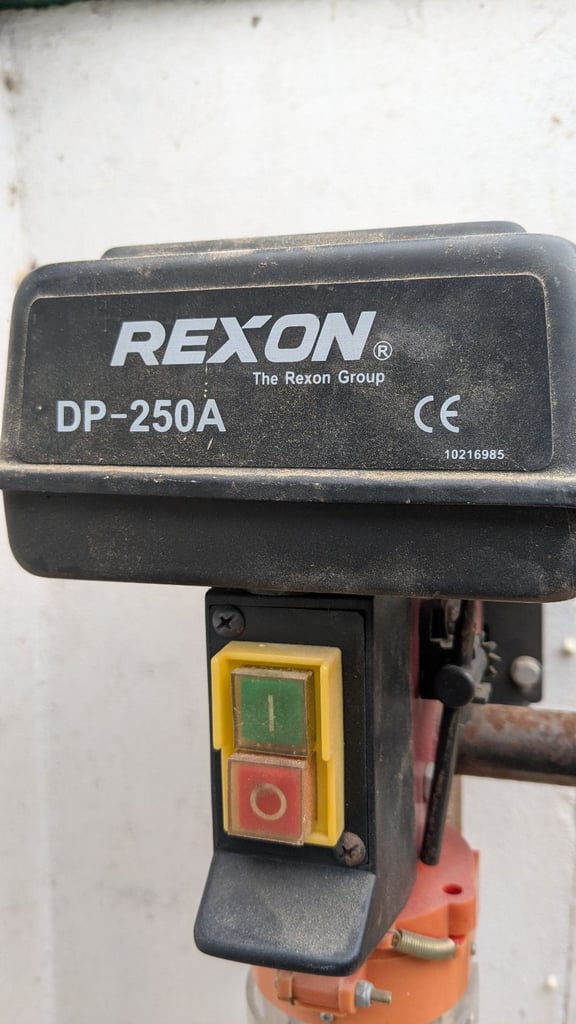 REXON®
The Rexon Group
DP-250A
CE
10216985
I
O